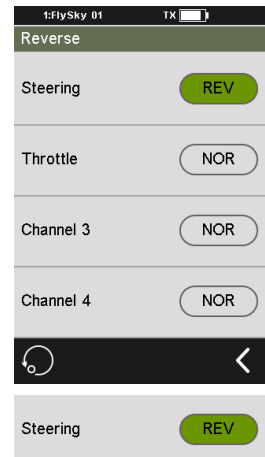 1:FlySky 01 TX
Reverse
Steering REV
Throttle NOR
Channel 3 NOR
Channel 4 NOR
Steering REV